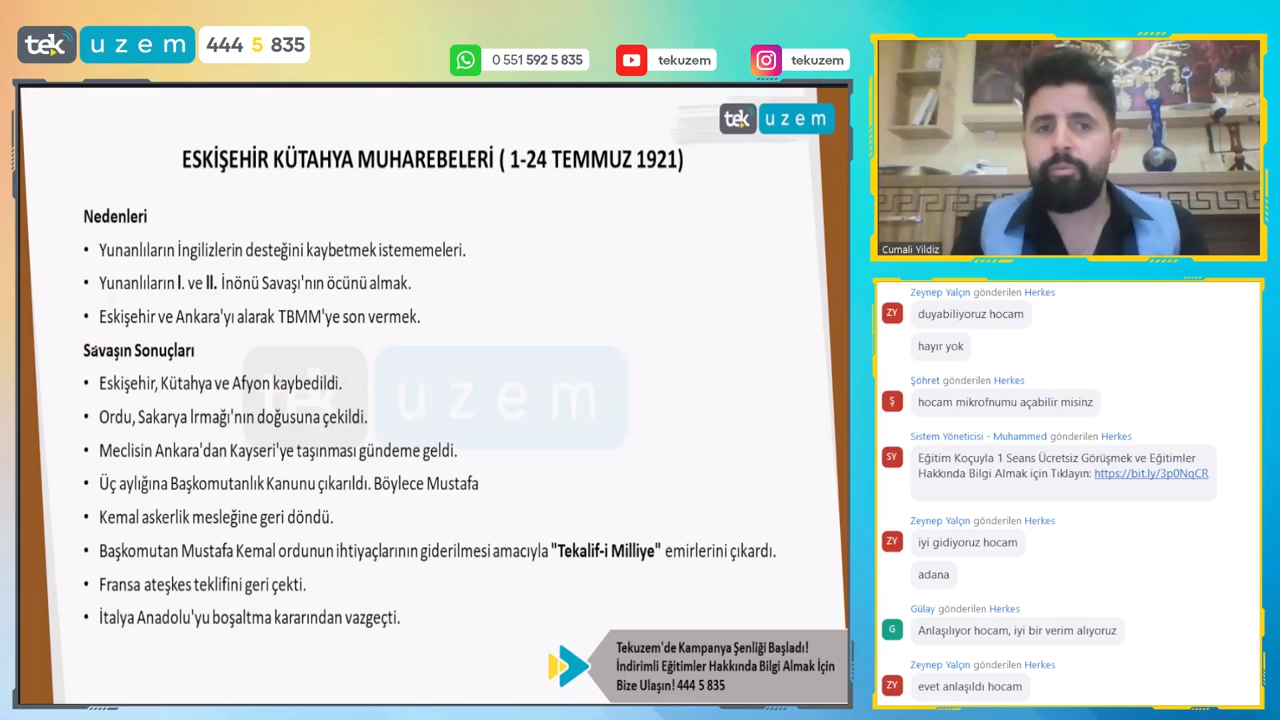 tek uzem 444 5 835
0 551 592 5 835
tekuzem
tekuzem
tek uzem
ESKİŞEHİR KÜTAHYA MUHAREBELERİ ( 1-24 TEMMUZ 1921)
Nedenleri
• Yunanlıların İngilizlerin desteğini kaybetmek istememeleri.
• Yunanlıların I. ve II. İnönü Savaşı'nın öcünü almak.
• Eskişehir ve Ankara'yı alarak TBMM'ye son vermek.
Savaşın Sonuçları
• Eskişehir, Kütahya ve Afyon kaybedildi.
• Ordu, Sakarya Irmağı'nın doğusuna çekildi.
• Meclisin Ankara'dan Kayseri'ye taşınması gündeme geldi.
• Üç aylığına Başkomutanlık Kanunu çıkarıldı. Böylece Mustafa
• Kemal askerlik mesleğine geri döndü.
• Başkomutan Mustafa Kemal ordunun ihtiyaçlarının giderilmesi amacıyla "Tekalif-i Milliye" emirlerini çıkardı.
• Fransa ateşkes teklifini geri çekti.
• İtalya Anadolu'yu boşaltma kararından vazgeçti.
tek uzem
Tekuzem'de Kampanya Şenliği Başladı!
İndirimli Eğitimler Hakkında Bilgi Almak İçin
Bize Ulaşın! 444 5 835
Cumali Yildiz
Zeynep Yalçın gönderilen Herkes
ZY duyabiliyoruz hocam
hayır yok
Şöhret gönderilen Herkes
Ş hocam mikrofnumu açabilir misinz
Sistem Yöneticisi - Muhammed gönderilen Herkes
SY Eğitim Koçuyla 1 Seans Ücretsiz Görüşmek ve Eğitimler
Hakkında Bilgi Almak için Tıklayın: https://bit.ly/3p0NqCR
Zeynep Yalçın gönderilen Herkes
ZY iyi gidiyoruz hocam
adana
Gülay gönderilen Herkes
G Anlaşılıyor hocam, iyi bir verim alıyoruz
Zeynep Yalçın gönderilen Herkes
ZY evet anlaşıldı hocam